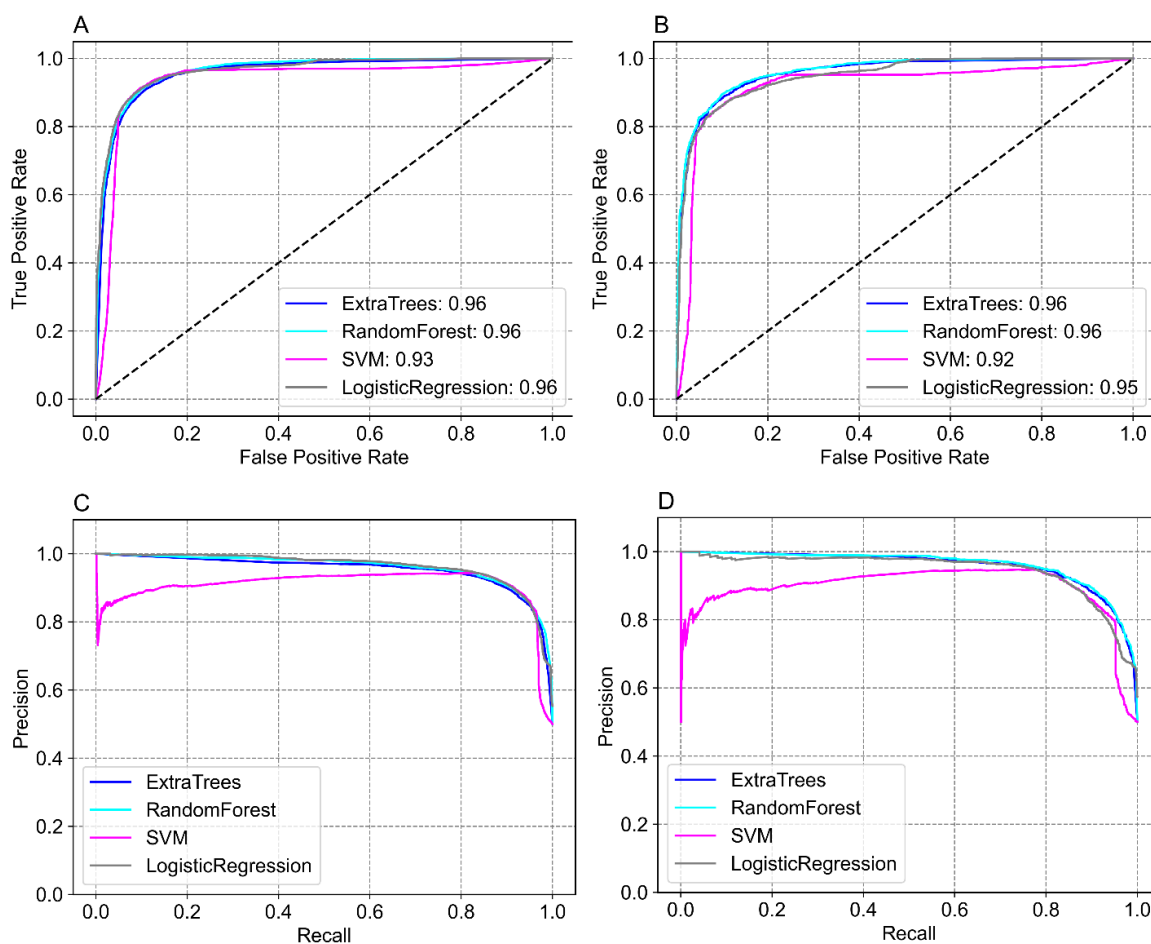 A
True Positive Rate
1.0
0.8
0.6
0.4
0.2
0.0
ExtraTrees: 0.96
RandomForest: 0.96
SVM: 0.93
LogisticRegression: 0.96
0.0 0.2 0.4 0.6 0.8 1.0
False Positive Rate
B
True Positive Rate
1.0
0.8
0.6
0.4
0.2
0.0
ExtraTrees: 0.96
RandomForest: 0.96
SVM: 0.92
LogisticRegression: 0.95
0.0 0.2 0.4 0.6 0.8 1.0
False Positive Rate
C
Precision
1.0
0.8
0.6
0.4
0.2
0.0
ExtraTrees
RandomForest
SVM
LogisticRegression
0.0 0.2 0.4 0.6 0.8 1.0
Recall
D
Precision
1.0
0.8
0.6
0.4
0.2
0.0
ExtraTrees
RandomForest
SVM
LogisticRegression
0.0 0.2 0.4 0.6 0.8 1.0
Recall